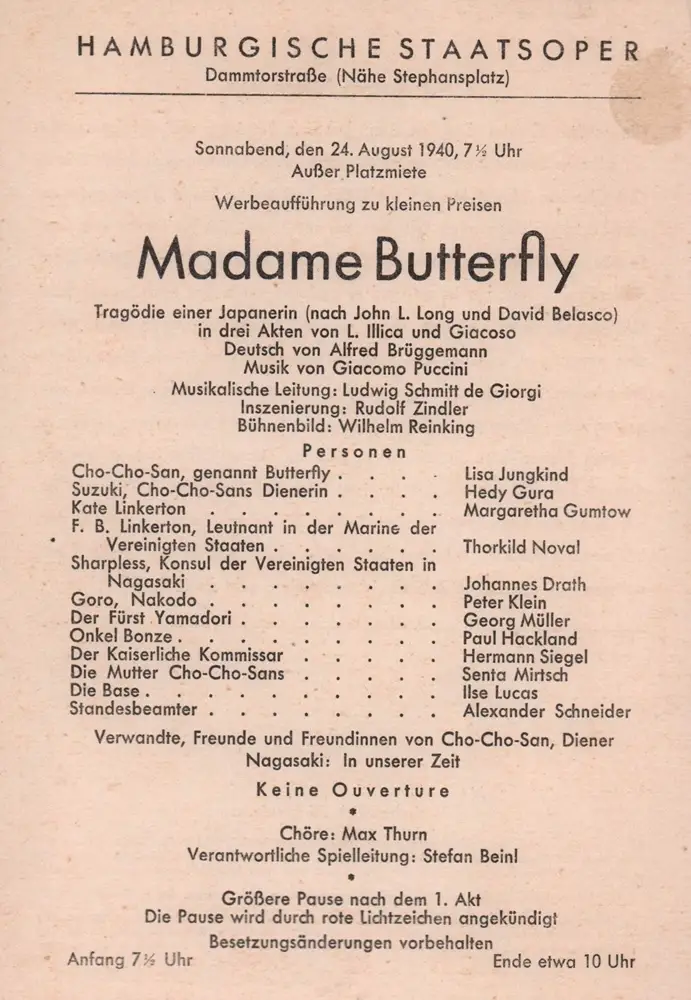 HAMBURGISCHE STAATSOPER
Dammtorstraße (Nähe Stephansplatz)
Sonnabend, den 24. August 1940, 7½ Uhr
Außer Platzmiete
Werbeaufführung zu kleinen Preisen
Madame Butterfly
Tragödie einer Japanerin (nach John L. Long und David Belasco)
in drei Akten von L. Illica und Giacoso
Deutsch von Alfred Brüggemann
Musik von Giacomo Puccini
Musikalische Leitung: Ludwig Schmitt de Giorgi
Inszenierung: Rudolf Zindler
Bühnenbild: Wilhelm Reinking
Personen
Cho-Cho-San, genannt Butterfly . . . . Lisa Jungkind
Suzuki, Cho-Cho-Sans Dienerin . . . . Hedy Gura
Kate Linkerton . . . . . . . Margaretha Gumtow
F. B. Linkerton, Leutnant in der Marine der
Vereinigten Staaten . . . . . . Thorkild Noval
Sharpless, Konsul der Vereinigten Staaten in
Nagasaki . . . . . . . . Johannes Drath
Goro, Nakodo . . . . . . . . Peter Klein
Der Fürst Yamadori . . . . . . . Georg Müller
Onkel Bonze . . . . . . . . . Paul Hackland
Der Kaiserliche Kommissar . . . . . Hermann Siegel
Die Mutter Cho-Cho-Sans . . . . . Senta Mirtsch
Die Base . . . . . . . . . . Ilse Lucas
Standesbeamter . . . . . . . . Alexander Schneider
Verwandte, Freunde und Freundinnen von Cho-Cho-San, Diener
Nagasaki: In unserer Zeit
Keine Ouverture
*
Chöre: Max Thurn
Verantwortliche Spielleitung: Stefan Beinl
*
Größere Pause nach dem 1. Akt
Die Pause wird durch rote Lichtzeichen angekündigt
Besetzungsänderungen vorbehalten
Anfang 7½ Uhr Ende etwa 10 Uhr